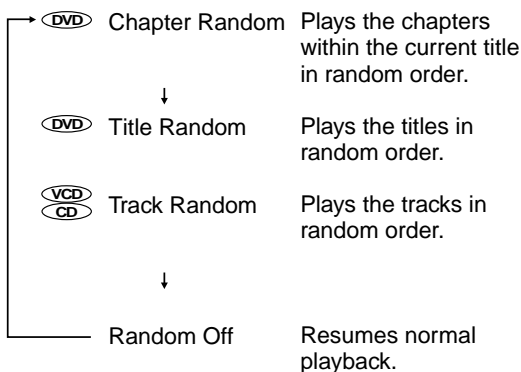 DVD Chapter Random Plays the chapters
within the current title
in random order.
DVD Title Random Plays the titles in
random order.
VCD
CD
Track Random Plays the tracks in
random order.
Random Off Resumes normal
playback.